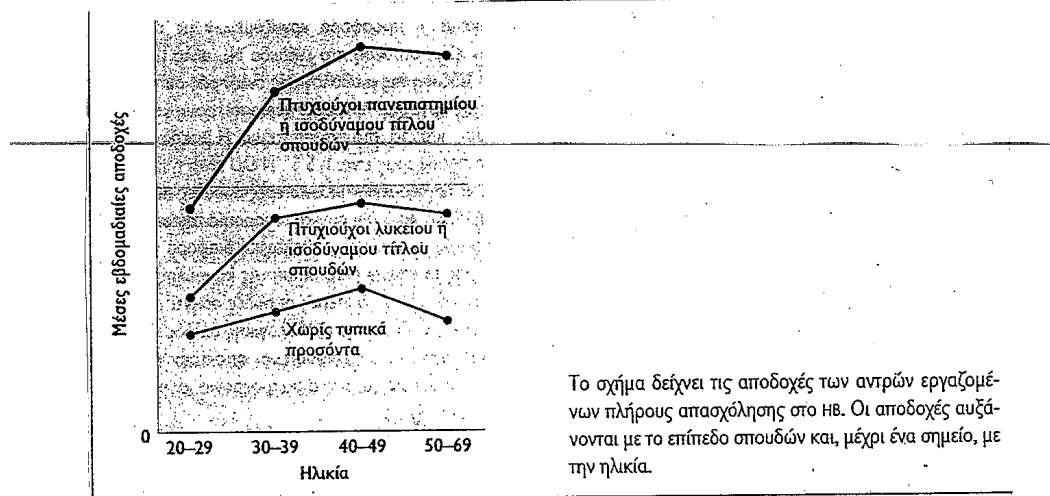 Μέσες εβδομαδιαίες αποδοχές
Πτυχιούχοι πανεπιστημίου
ή ισοδύναμου τίτλου
σπουδών
Πτυχιούχοι λυκείου ή
ισοδύναμου τίτλου
σπουδών
Χωρίς τυπικά
προσόντα
0
20–29 30–39 40–49 50–69
Ηλικία
Το σχήμα δείχνει τις αποδοχές των αντρών εργαζομέ-
νων πλήρους απασχόλησης στο ΗΒ. Οι αποδοχές αυξά-
νονται με το επίπεδο σπουδών και, μέχρι ένα σημείο, με
την ηλικία.